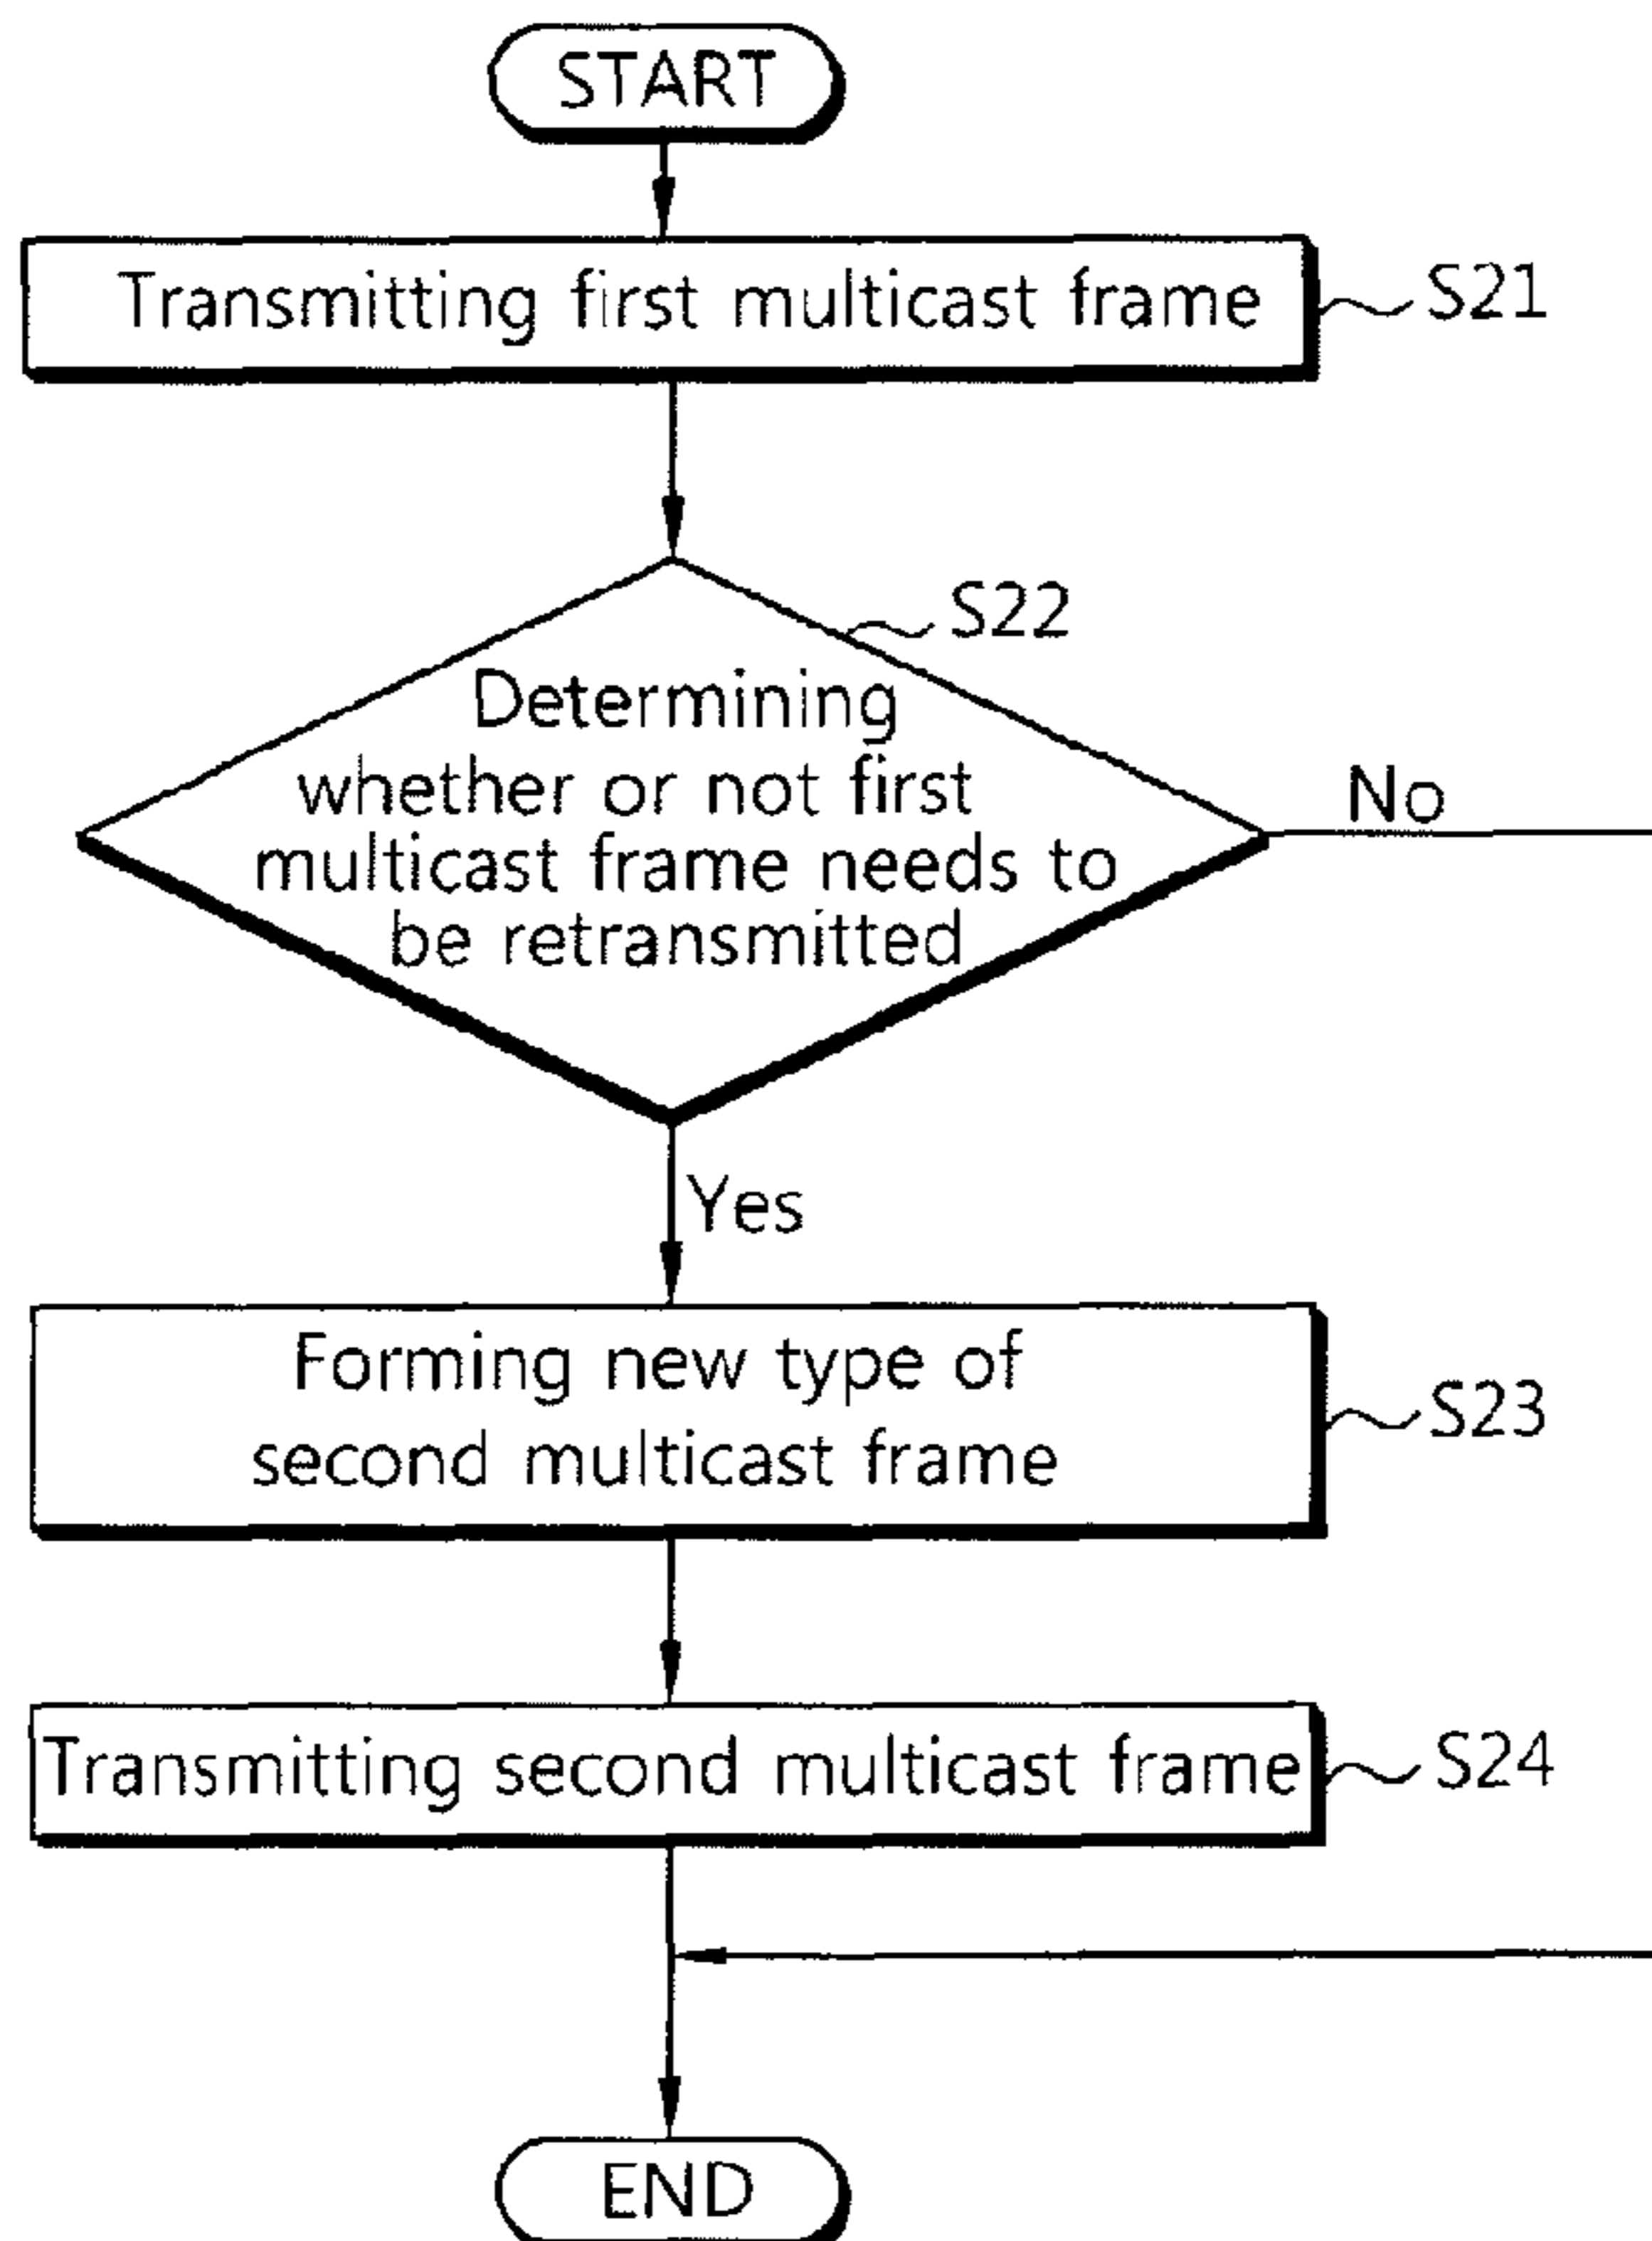 START
Transmitting first multicast frame
S21
S22
Determining
whether or not first
multicast frame needs to
be retransmitted
No
Yes
Forming new type of
second multicast frame
S23
Transmitting second multicast frame
S24
END